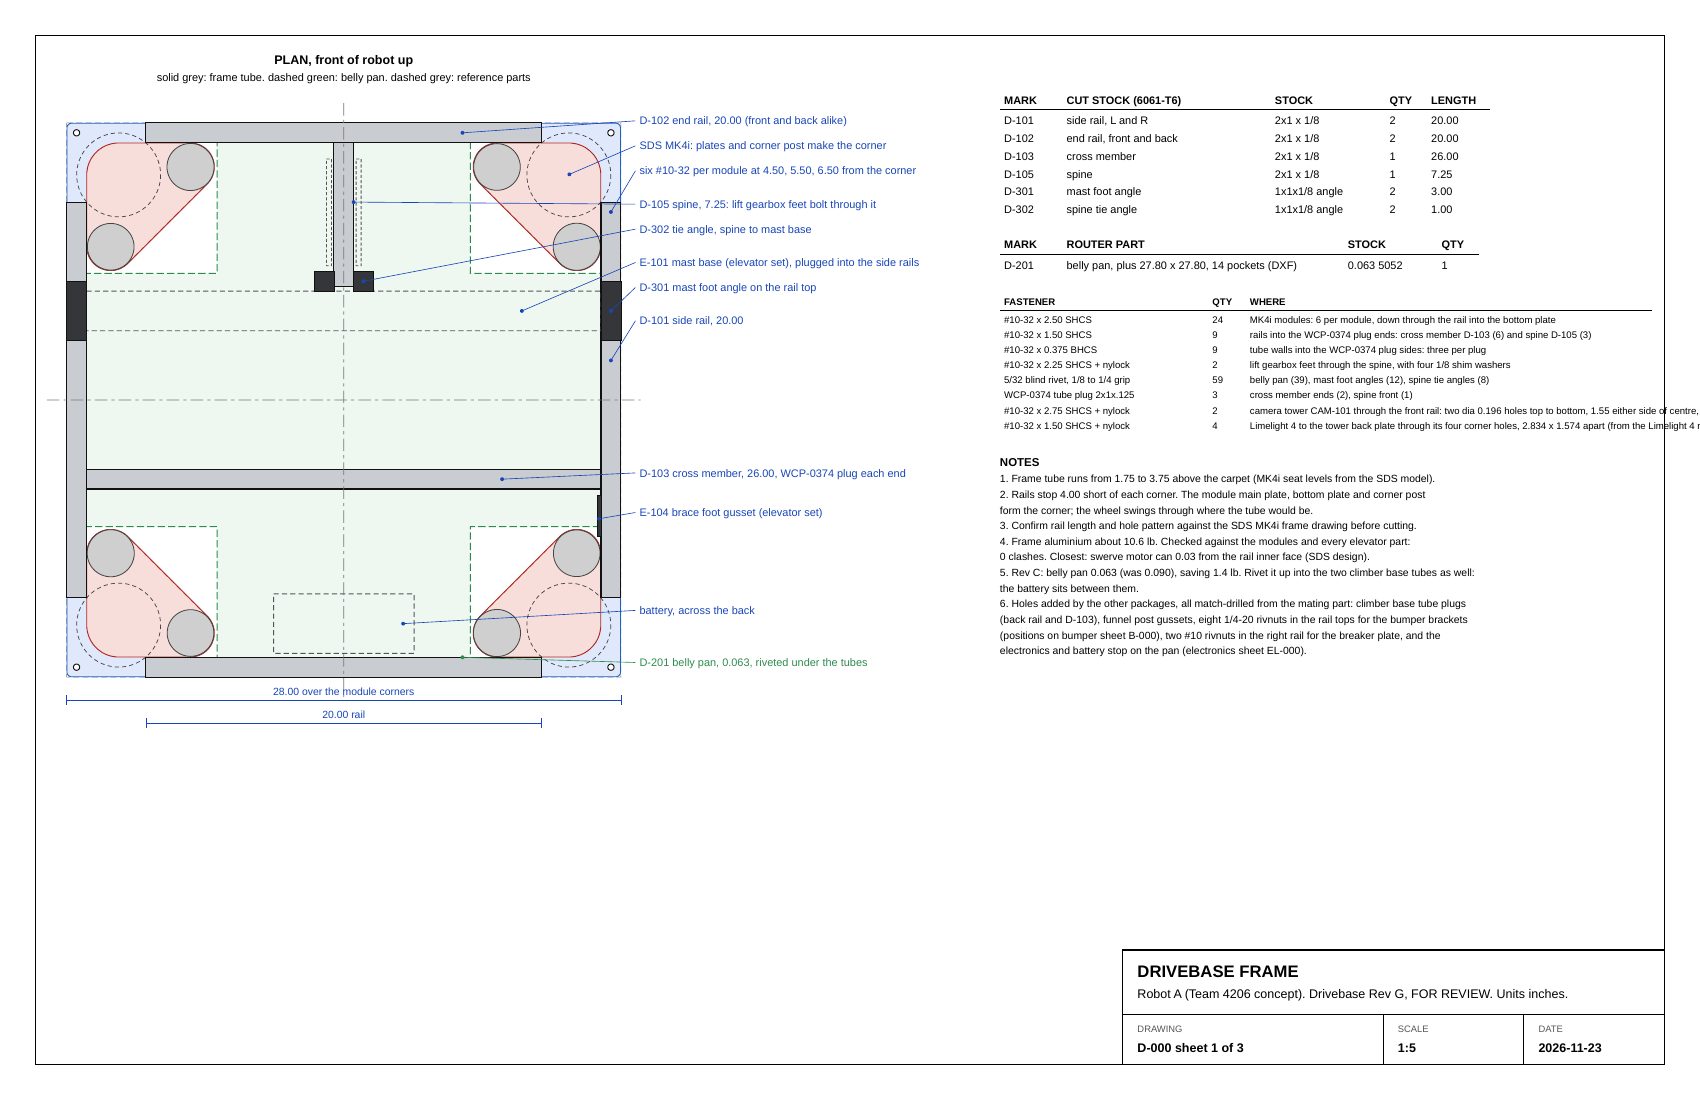 PLAN, front of robot up
solid grey: frame tube. dashed green: belly pan. dashed grey: reference parts
D-102 end rail, 20.00 (front and back alike)
SDS MK4i: plates and corner post make the corner
six #10-32 per module at 4.50, 5.50, 6.50 from the corner
D-105 spine, 7.25: lift gearbox feet bolt through it
D-302 tie angle, spine to mast base
E-101 mast base (elevator set), plugged into the side rails
D-301 mast foot angle on the rail top
D-101 side rail, 20.00
D-103 cross member, 26.00, WCP-0374 plug each end
E-104 brace foot gusset (elevator set)
battery, across the back
D-201 belly pan, 0.063, riveted under the tubes
28.00 over the module corners
20.00 rail
MARK CUT STOCK (6061-T6) STOCK QTY LENGTH
D-101 side rail, L and R 2x1 x 1/8 2 20.00
D-102 end rail, front and back 2x1 x 1/8 2 20.00
D-103 cross member 2x1 x 1/8 1 26.00
D-105 spine 2x1 x 1/8 1 7.25
D-301 mast foot angle 1x1x1/8 angle 2 3.00
D-302 spine tie angle 1x1x1/8 angle 2 1.00
MARK ROUTER PART STOCK QTY
D-201 belly pan, plus 27.80 x 27.80, 14 pockets (DXF) 0.063 5052 1
FASTENER QTY WHERE
#10-32 x 2.50 SHCS 24 MK4i modules: 6 per module, down through the rail into the bottom plate
#10-32 x 1.50 SHCS 9 rails into the WCP-0374 plug ends: cross member D-103 (6) and spine D-105 (3)
#10-32 x 0.375 BHCS 9 tube walls into the WCP-0374 plug sides: three per plug
#10-32 x 2.25 SHCS + nylock 2 lift gearbox feet through the spine, with four 1/8 shim washers
5/32 blind rivet, 1/8 to 1/4 grip 59 belly pan (39), mast foot angles (12), spine tie angles (8)
WCP-0374 tube plug 2x1x.125 3 cross member ends (2), spine front (1)
#10-32 x 2.75 SHCS + nylock 2 camera tower CAM-101 through the front rail: two dia 0.196 holes top to bottom, 1.55 either side of centre,
#10-32 x 1.50 SHCS + nylock 4 Limelight 4 to the tower back plate through its four corner holes, 2.834 x 1.574 apart (from the Limelight 4
NOTES
1. Frame tube runs from 1.75 to 3.75 above the carpet (MK4i seat levels from the SDS model).
2. Rails stop 4.00 short of each corner. The module main plate, bottom plate and corner post
form the corner; the wheel swings through where the tube would be.
3. Confirm rail length and hole pattern against the SDS MK4i frame drawing before cutting.
4. Frame aluminium about 10.6 lb. Checked against the modules and every elevator part:
0 clashes. Closest: swerve motor can 0.03 from the rail inner face (SDS design).
5. Rev C: belly pan 0.063 (was 0.090), saving 1.4 lb. Rivet it up into the two climber base tubes as well:
the battery sits between them.
6. Holes added by the other packages, all match-drilled from the mating part: climber base tube plugs
(back rail and D-103), funnel post gussets, eight 1/4-20 rivnuts in the rail tops for the bumper brackets
(positions on bumper sheet B-000), two #10 rivnuts in the right rail for the breaker plate, and the
electronics and battery stop on the pan (electronics sheet EL-000).
DRIVEBASE FRAME
Robot A (Team 4206 concept). Drivebase Rev G, FOR REVIEW. Units inches.
DRAWING SCALE DATE
D-000 sheet 1 of 3 1:5 2026-11-23